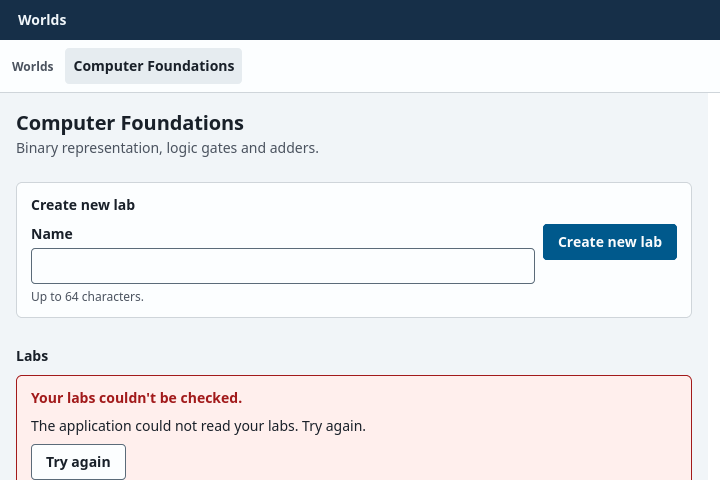 Worlds
Worlds Computer Foundations
Computer Foundations
Binary representation, logic gates and adders.
Create new lab
Name
Create new lab
Up to 64 characters.
Labs
Your labs couldn't be checked.
The application could not read your labs. Try again.
Try again